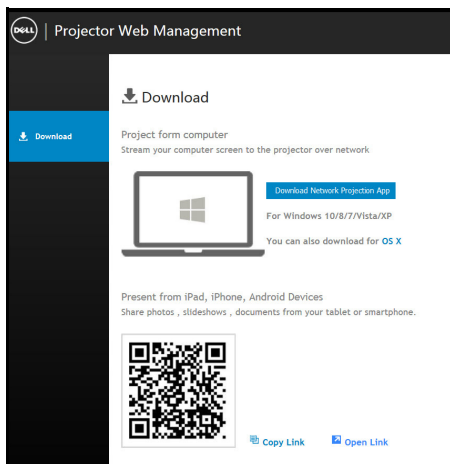 DELL | Projector Web Management
Download
Download
Project form computer
Stream your computer screen to the projector over network
Download Network Projection App
For Windows 10/8/7/Vista/XP
You can also download for OS X
Present from iPad, iPhone, Android Devices
Share photos , slideshows , documents from your tablet or smartphone.
Copy Link
Open Link